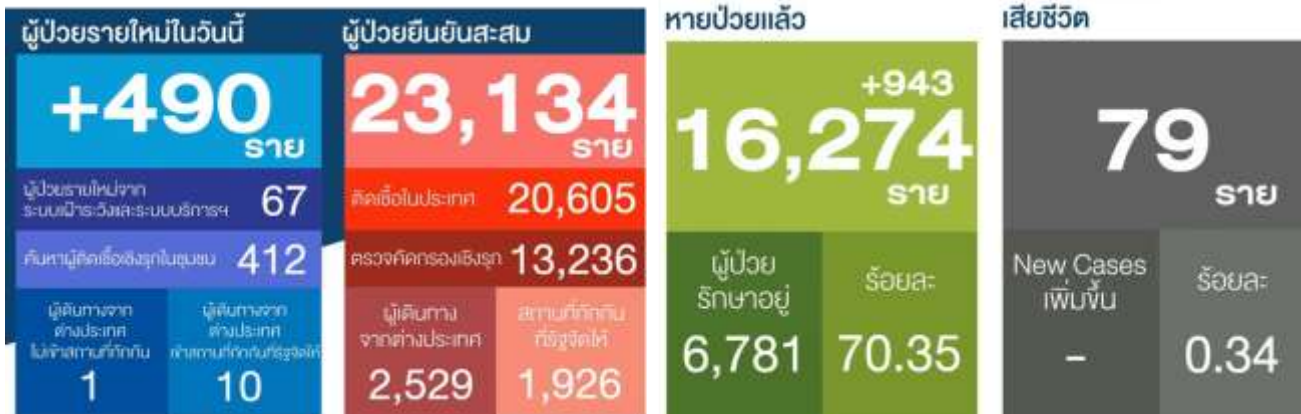 ผู้ป่วยรายใหม่ในวันนี้
+490
ราย
ผู้ป่วยรายใหม่จาก
ระบบเฝ้าระวังและระบบบริการฯ
67
ค้นหาผู้ติดเชื้อเชิงรุกในชุมชน
412
ผู้เดินทางจาก
ต่างประเทศ
ไม่เข้าสถานที่กักกัน
1
ผู้เดินทางจาก
ต่างประเทศ
เข้าสถานที่กักกันที่รัฐจัดให้
10
ผู้ป่วยยืนยันสะสม
23,134
ราย
ติดเชื้อในประเทศ
20,605
ตรวจคัดกรองเชิงรุก
13,236
ผู้เดินทาง
จากต่างประเทศ
2,529
สถานที่กักกัน
ที่รัฐจัดให้
1,926
หายป่วยแล้ว
+943
16,274
ราย
ผู้ป่วย
รักษาอยู่
6,781
ร้อยละ
70.35
เสียชีวิต
79
ราย
New Cases
เพิ่มขึ้น
-
ร้อยละ
0.34